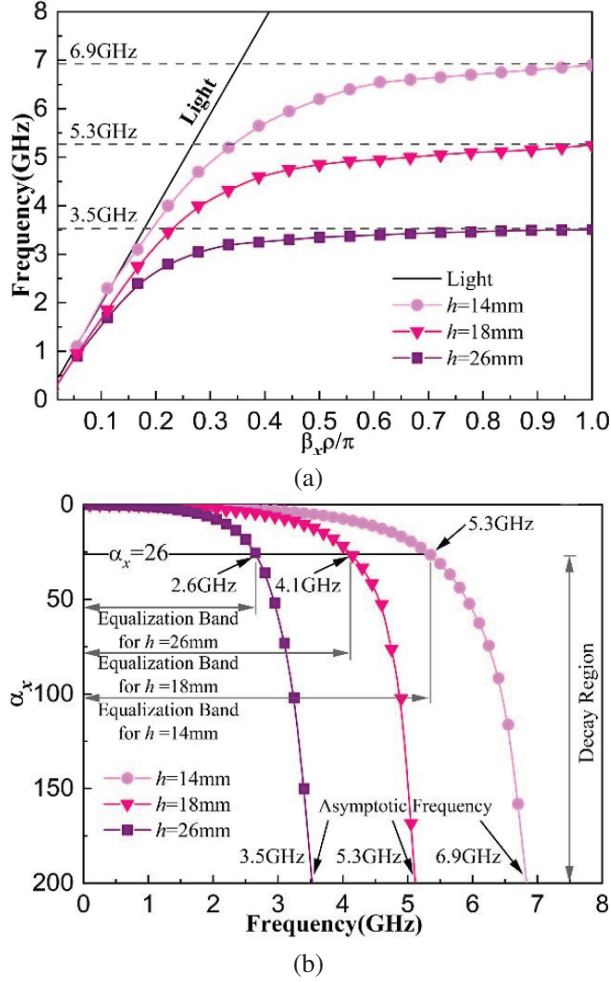 8
7
6
5
4
3
2
1
0
Frequency(GHz)
6.9GHz
5.3GHz
3.5GHz
Light
Light
h=14mm
h=18mm
h=26mm
0.1 0.2 0.3 0.4 0.5 0.6 0.7 0.8 0.9 1.0
βₓρ/π
(a)
0
50
100
150
200
αₓ
αₓ=26
5.3GHz
2.6GHz
4.1GHz
Equalization Band
for h =26mm
Equalization Band
for h =18mm
Equalization Band
for h =14mm
Decay Region
h=14mm
h=18mm
h=26mm
Asymptotic Frequency
3.5GHz
5.3GHz
6.9GHz
0 1 2 3 4 5 6 7 8
Frequency(GHz)
(b)